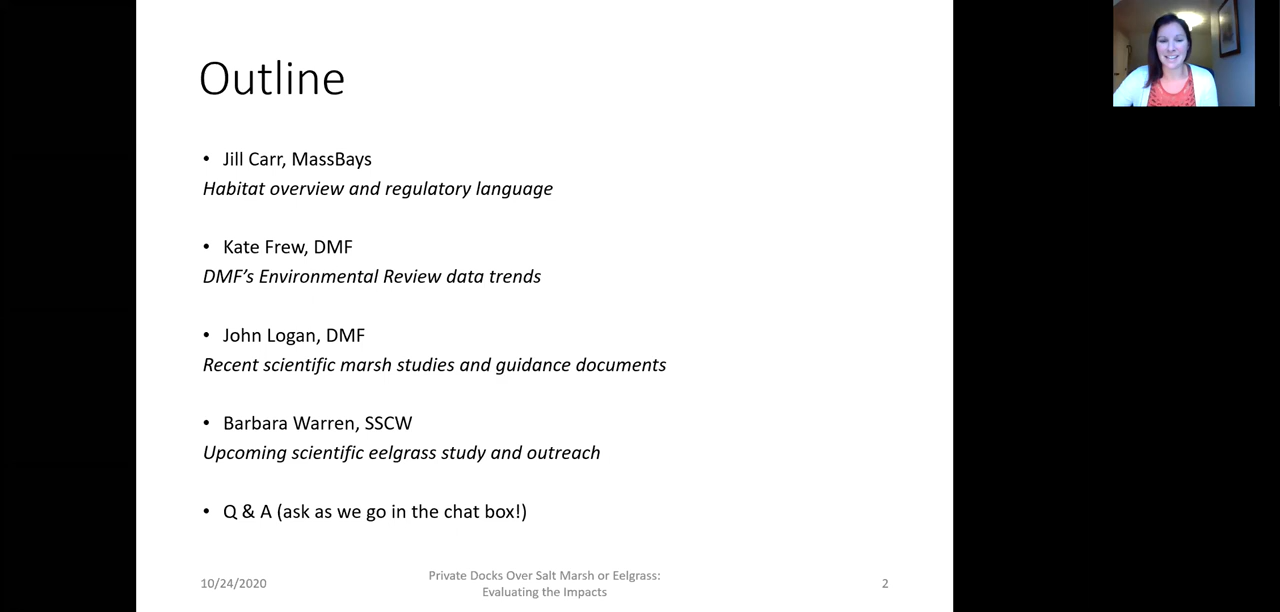 Outline
• Jill Carr, MassBays
Habitat overview and regulatory language
• Kate Frew, DMF
DMF’s Environmental Review data trends
• John Logan, DMF
Recent scientific marsh studies and guidance documents
• Barbara Warren, SSCW
Upcoming scientific eelgrass study and outreach
• Q & A (ask as we go in the chat box!)
10/24/2020
Private Docks Over Salt Marsh or Eelgrass:
Evaluating the Impacts
2